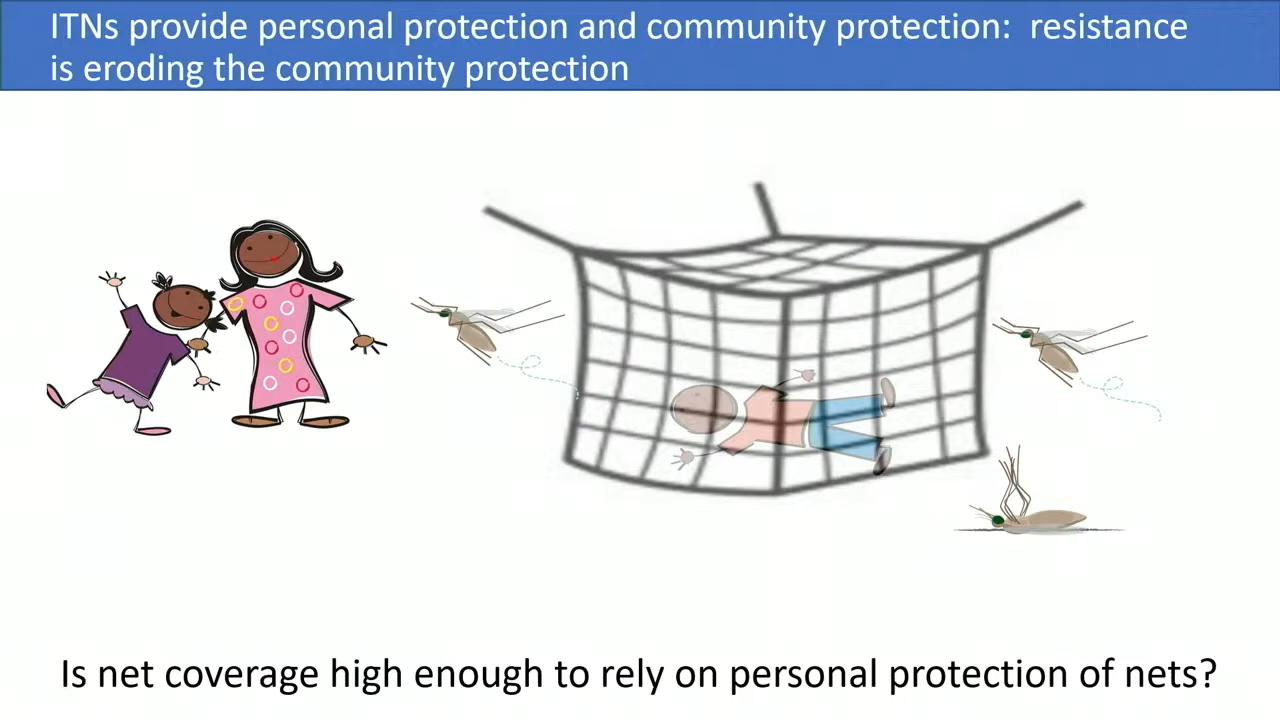 ITNs provide personal protection and community protection:  resistance
is eroding the community protection
Is net coverage high enough to rely on personal protection of nets?